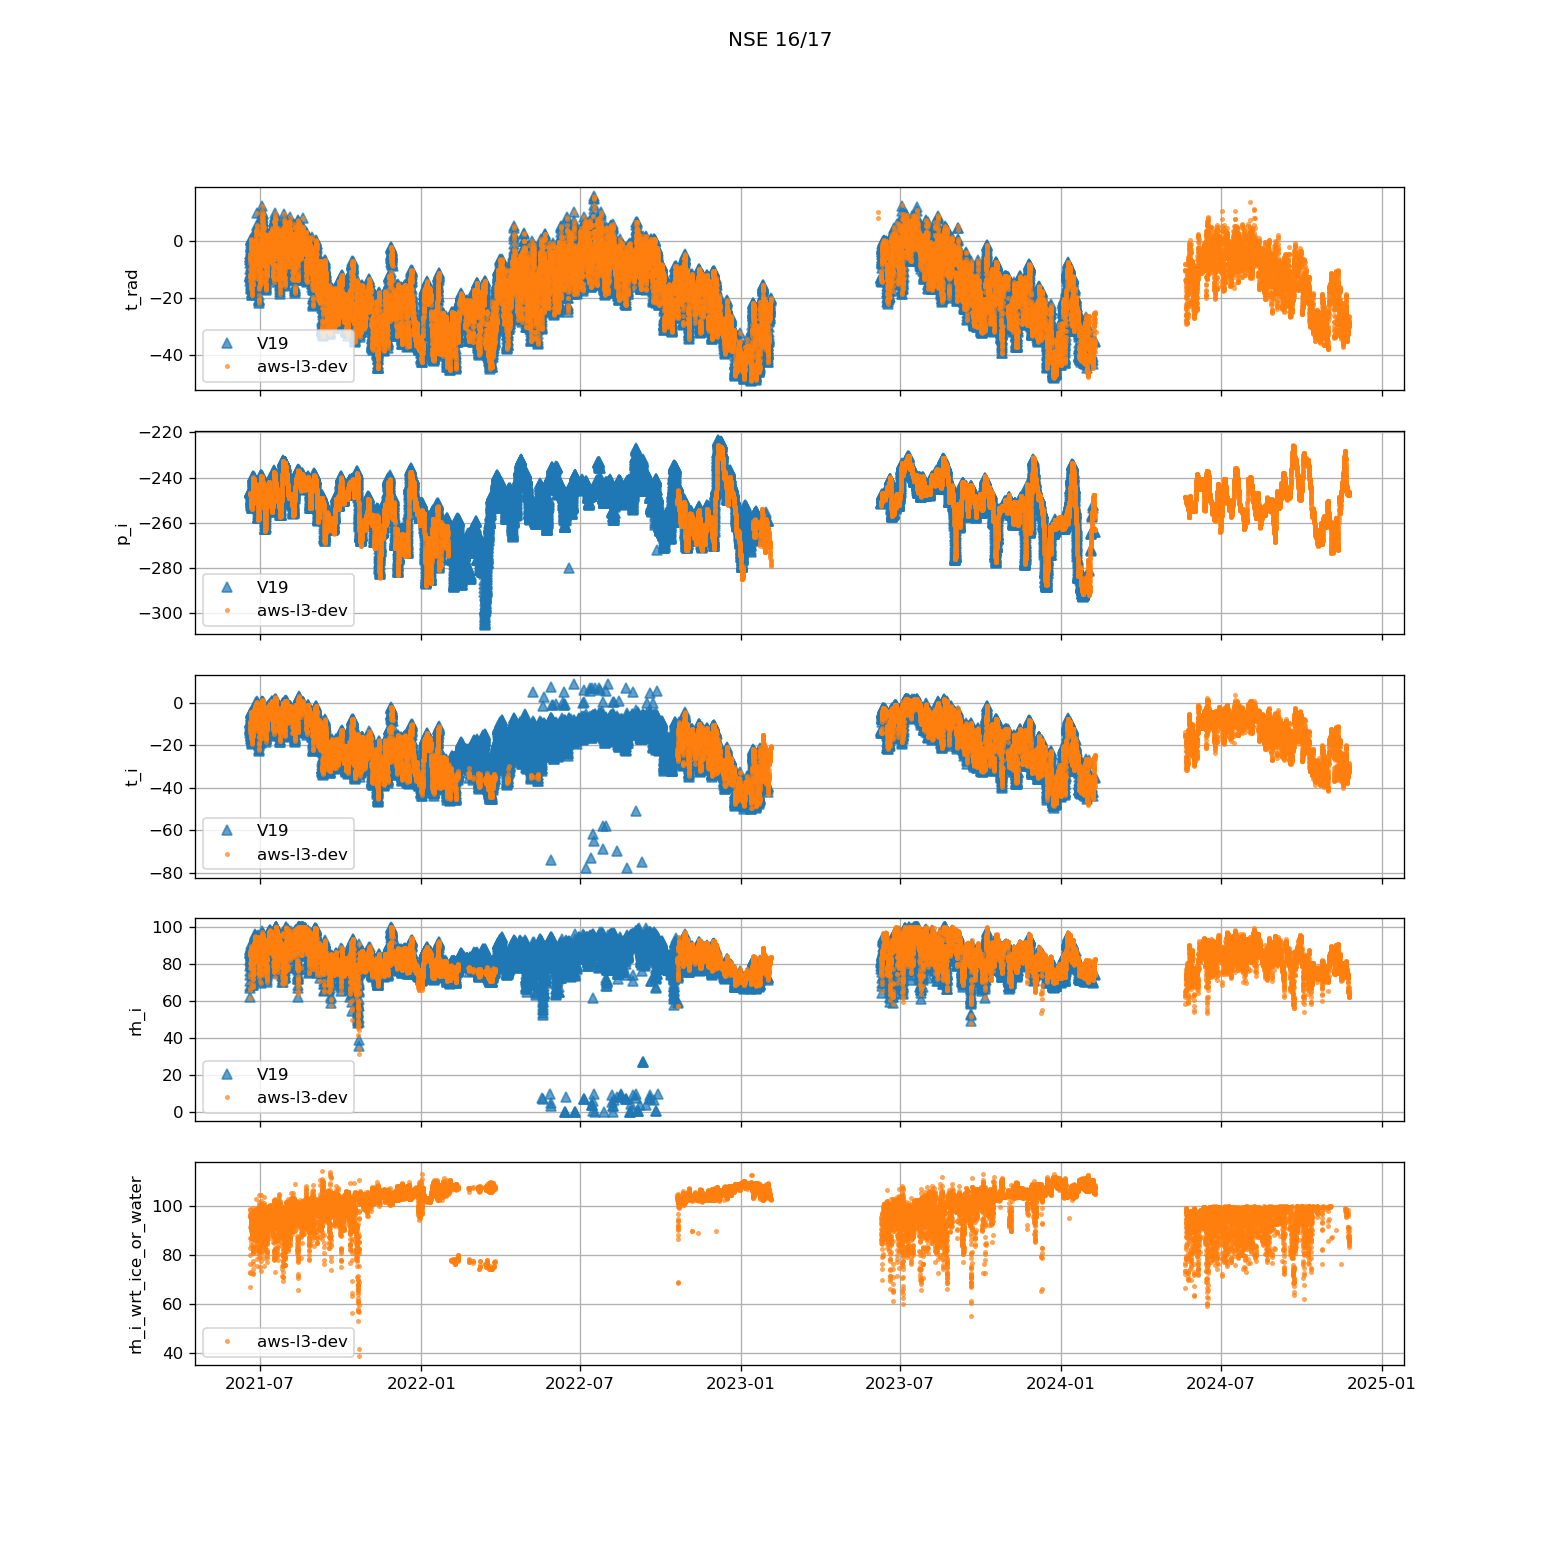 NSE 16/17
0
−20
−40
t_rad
V19
aws-l3-dev
−220
−240
−260
−280
−300
p_i
V19
aws-l3-dev
0
−20
−40
−60
−80
t_i
V19
aws-l3-dev
100
80
60
40
20
0
rh_i
V19
aws-l3-dev
100
80
60
40
rh_i_wrt_ice_or_water
aws-l3-dev
2021-07 2022-01 2022-07 2023-01 2023-07 2024-01 2024-07 2025-01